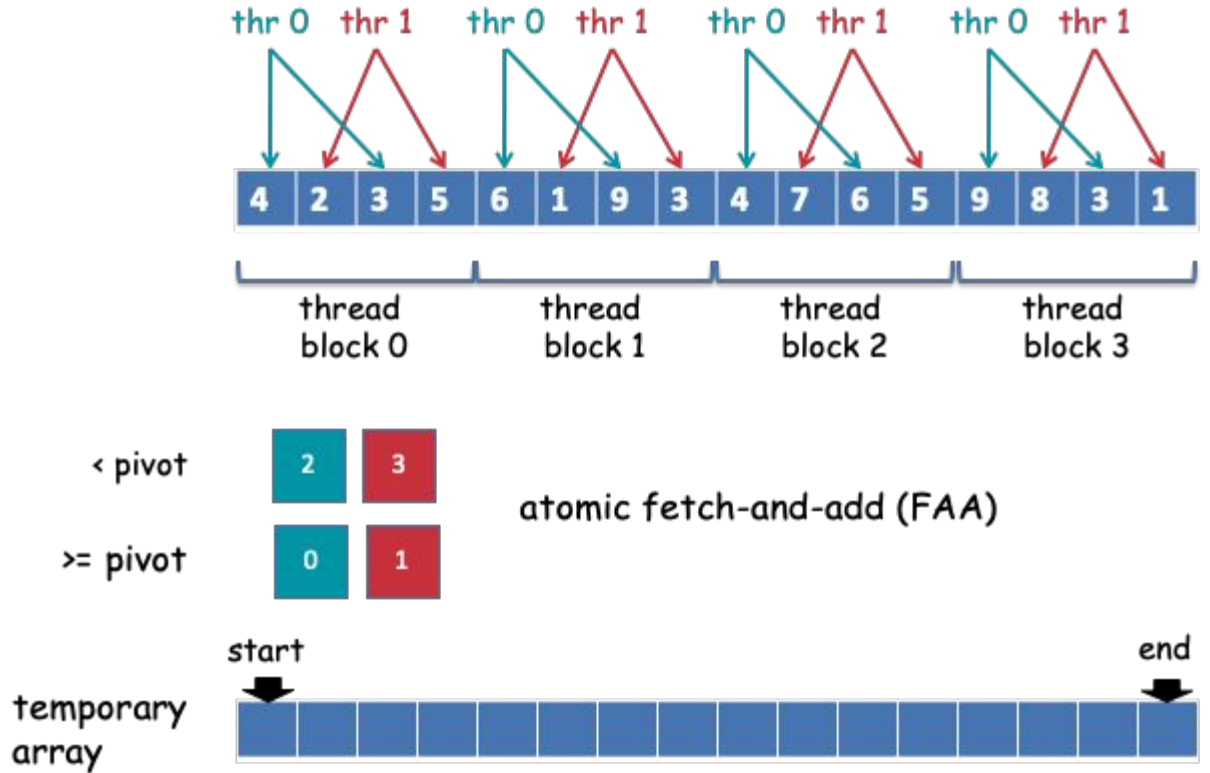 thr 0 thr 1 thr 0 thr 1 thr 0 thr 1 thr 0 thr 1
4 2 3 5 6 1 9 3 4 7 6 5 9 8 3 1
thread block 0
thread block 1
thread block 2
thread block 3
< pivot 2 3
atomic fetch-and-add (FAA)
>= pivot 0 1
start end
temporary
array